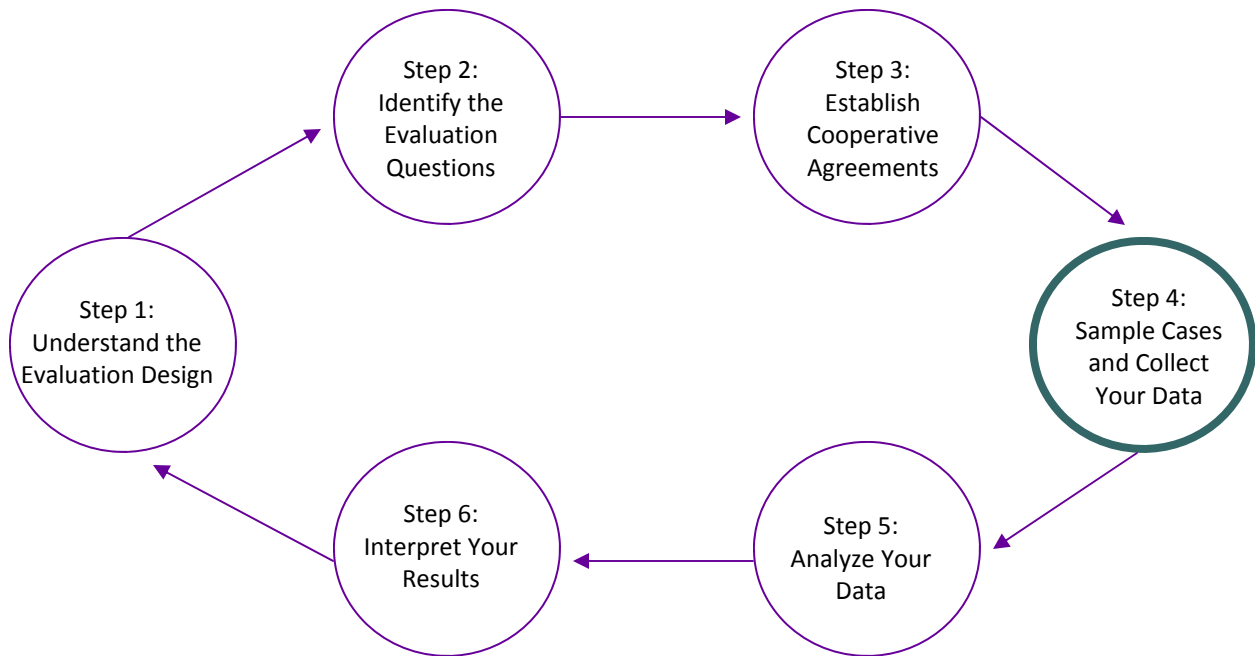 Step 1:
Understand the
Evaluation Design
Step 2:
Identify the
Evaluation
Questions
Step 3:
Establish
Cooperative
Agreements
Step 4:
Sample Cases
and Collect
Your Data
Step 5:
Analyze Your
Data
Step 6:
Interpret Your
Results